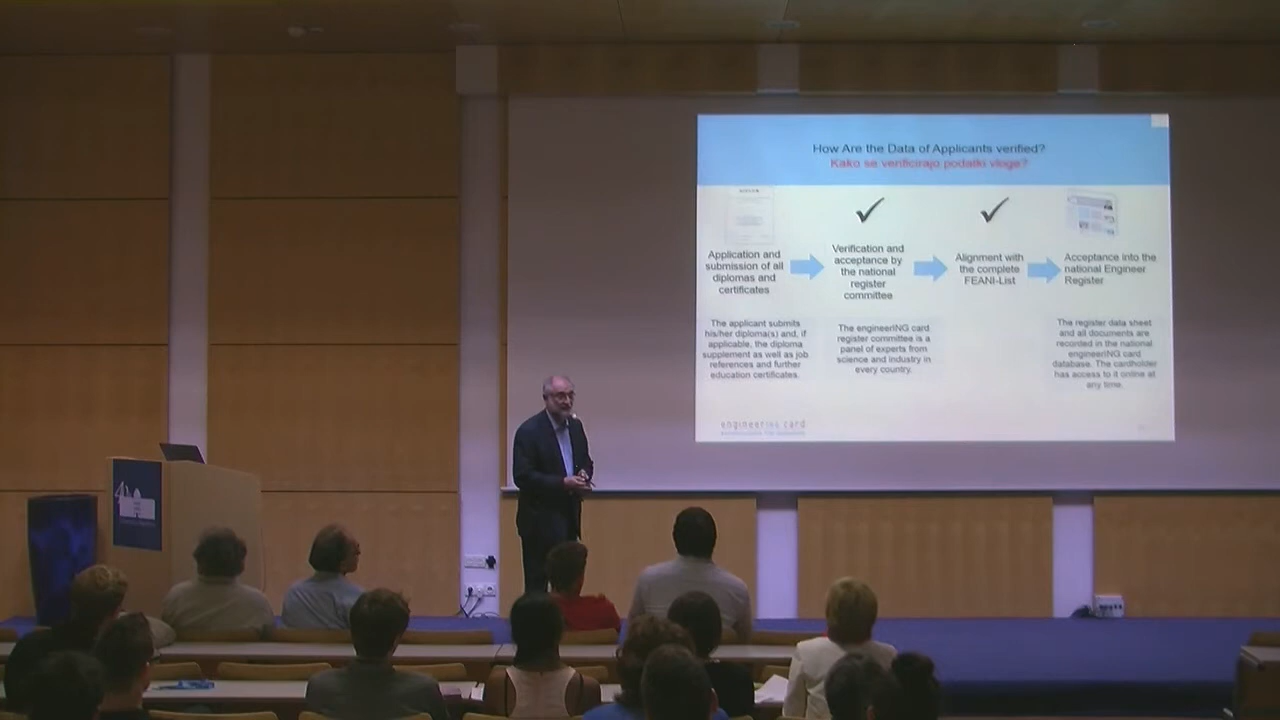 How Are the Data of Applicants verified?
Kako se verificirajo podatki vloge?
Application and
submission of all
diplomas and
certificates
Verification and
acceptance by
the national
register
committee
Alignment with
the complete
FEANI-List
Acceptance into the
national Engineer
Register
The applicant submits
his/her diploma(s) and, if
applicable, the diploma
supplement as well as job
references and further
education certificates.
The engineerING card
register committee is a
panel of experts from
science and industry in
every country.
The register data sheet
and all documents are
recorded in the national
engineerING card
database. The cardholder
has access to it online at
any time.
engineerING card